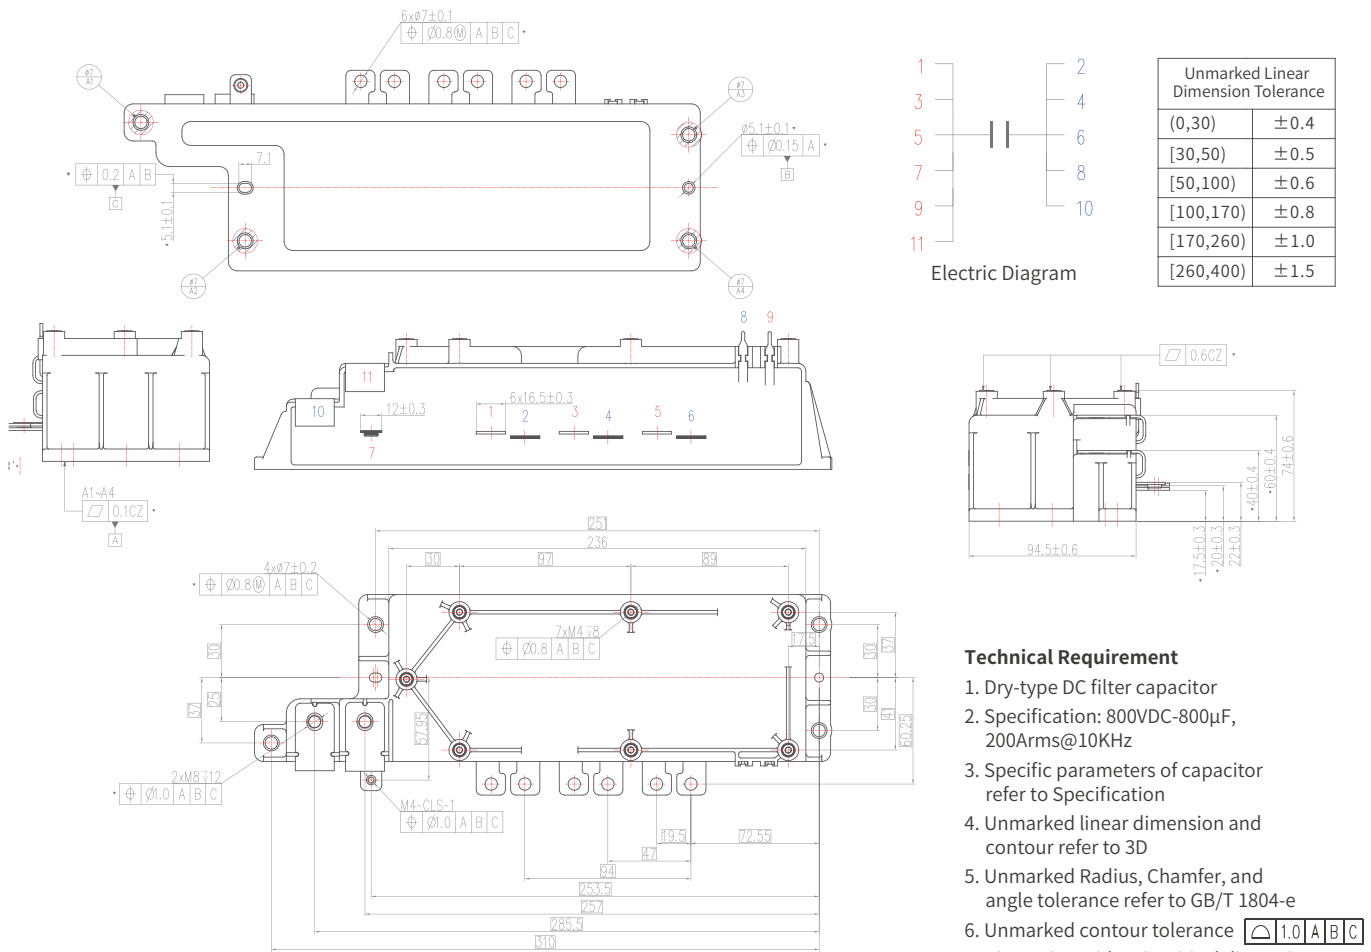 6xø7±0.1
Ø0.8Ⓜ A B C
ø7
A1
ø7
A3
ø5.1±0.1
Ø0.15 A
B
7.1
0.2 A B
C
5.1±0.1
ø7
A2
ø7
A4
1
3
5
7
9
11
2
4
6
8
10
Electric Diagram
Unmarked Linear
Dimension Tolerance
(0,30) ±0.4
[30,50) ±0.5
[50,100) ±0.6
[100,170) ±0.8
[170,260) ±1.0
[260,400) ±1.5
A1~A4
0.1CZ
A
8 9
11
10
12±0.3
7
6x16.5±0.3
1
2
3
4
5
6
0.6CZ
94.5±0.6
17.5±0.3
20±0.3
22±0.3
40±0.4
60±0.4
74±0.6
251
236
30
97
89
4xø7±0.2
Ø0.8Ⓜ A B C
7xM4↧8
Ø0.8 A B C
17.5
30
37
30
41
60.25
30
25
37
57.95
2xM8↧12
Ø1.0 A B C
M4-CLS-1
Ø1.0 A B C
19.5
72.55
47
94
253.5
257
285.5
310
Technical Requirement
1. Dry-type DC filter capacitor
2. Specification: 800VDC-800μF,
200Arms@10KHz
3. Specific parameters of capacitor
refer to Specification
4. Unmarked linear dimension and
contour refer to 3D
5. Unmarked Radius, Chamfer, and
angle tolerance refer to GB/T 1804-e
6. Unmarked contour tolerance 1.0 A B C